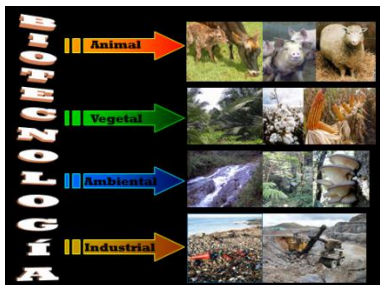 BIOTECNOLOGÍA
Animal
Vegetal
Ambiental
Industrial